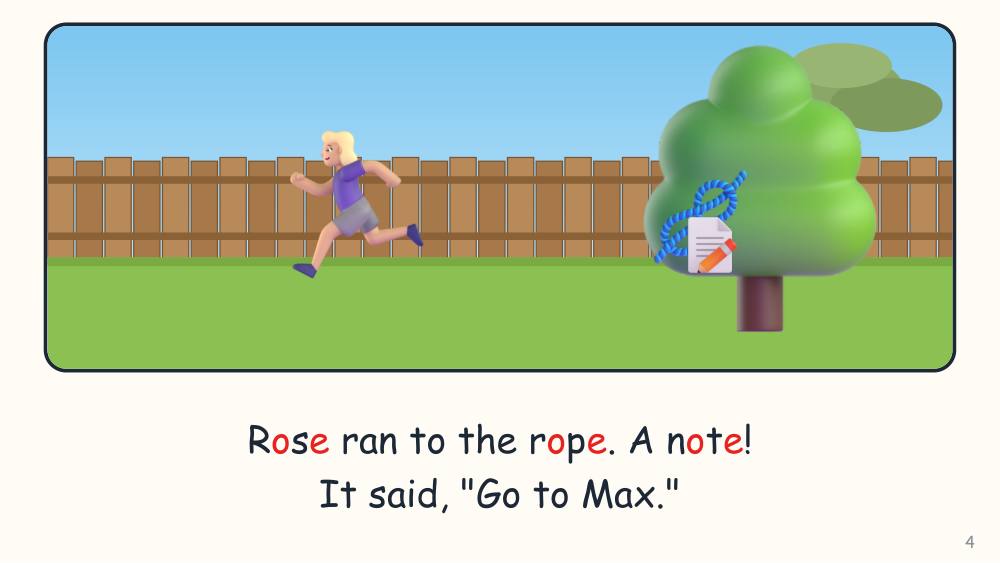 Rose ran to the rope. A note!
It said, "Go to Max."
4